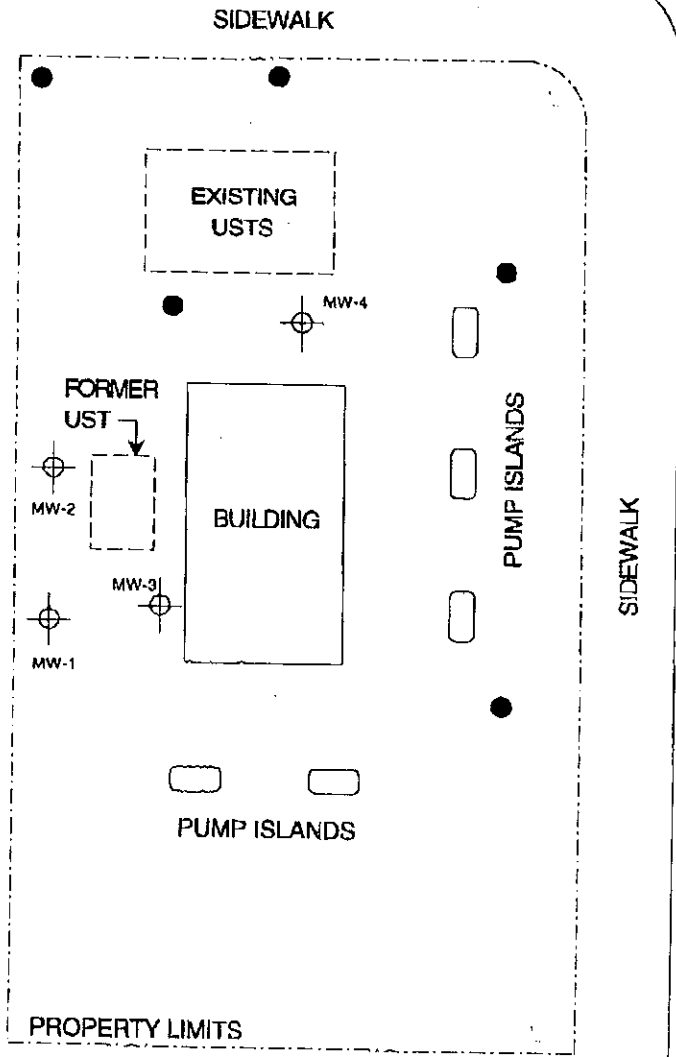 SIDEWALK
EXISTING
USTS
MW-4
FORMER
UST
MW-2
BUILDING
PUMP ISLANDS
SIDEWALK
MW-3
MW-1
PUMP ISLANDS
PROPERTY LIMITS